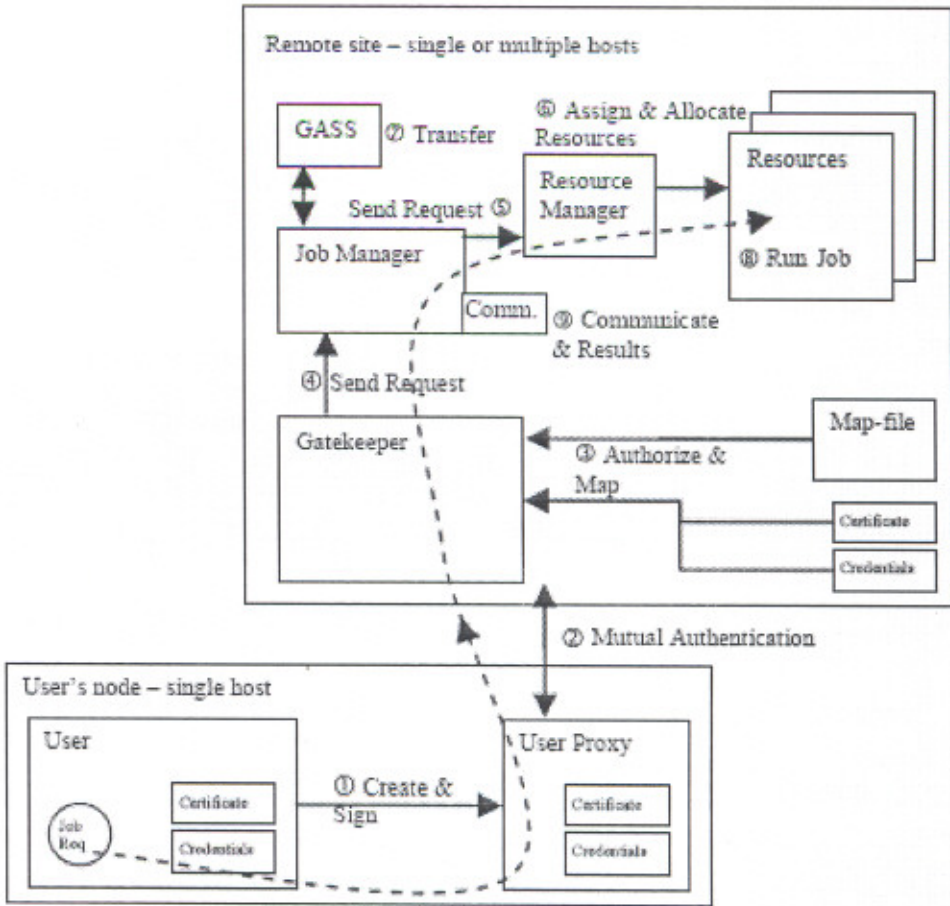 Remote site – single or multiple hosts
GASS
⑦ Transfer
⑥ Assign & Allocate
Resources
Resource
Manager
Resources
Send Request ⑤
Job Manager
⑧ Run Job
Comm.
⑨ Communicate
& Results
④ Send Request
Gatekeeper
Map-file
③ Authorize &
Map
Certificate
Credentials
② Mutual Authentication
User's node – single host
User
User Proxy
① Create &
Sign
Certificate
Credentials
Job
Req
Certificate
Credentials